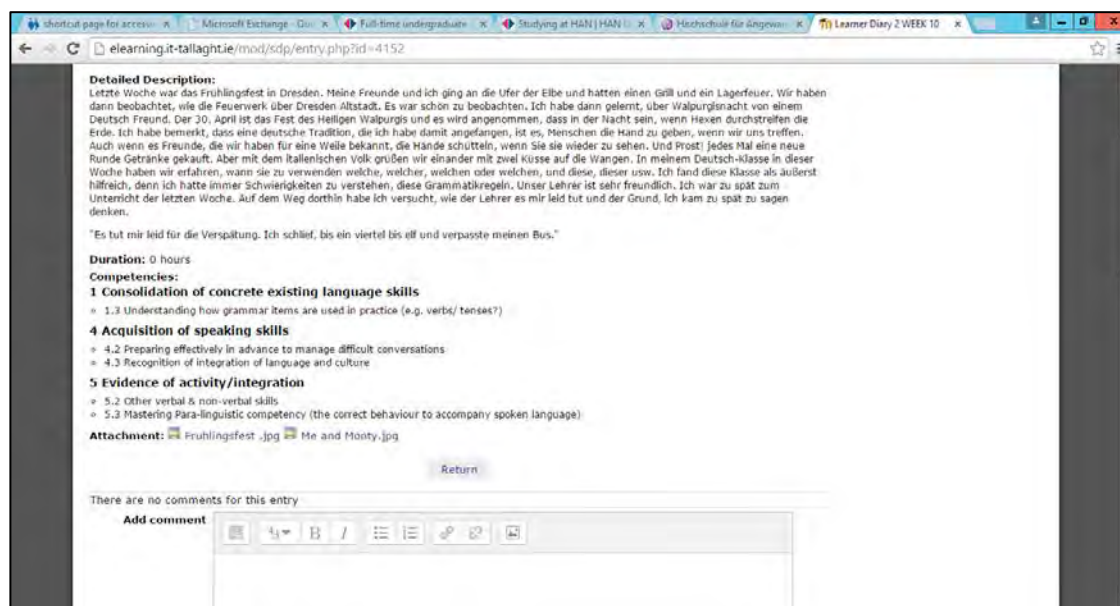 shortcut page for access
Microsoft Exchange - Ou
Full-time undergraduate
Studying at HAN | HAN U
Hochschule für Angewan
Learner Diary 2 WEEK 10
elearning.it-tallaght.ie/mod/sdp/entry.php?id=4152
Detailed Description:
Letzte Woche war das Frühlingsfest in Dresden. Meine Freunde und ich ging an die Ufer der Elbe und hatten einen Grill und ein Lagerfeuer. Wir haben
dann beobachtet, wie die Feuerwerk über Dresden Altstadt. Es war schön zu beobachten. Ich habe dann gelernt, über Walpurgisnacht von einem
Deutsch Freund. Der 30. April ist das Fest des Heiligen Walpurgis und es wird angenommen, dass in der Nacht sein, wenn Hexen durchstreifen die
Erde. Ich habe bemerkt, dass eine deutsche Tradition, die ich habe damit angefangen, ist es, Menschen die Hand zu geben, wenn wir uns treffen.
Auch wenn es Freunde, die wir haben für eine Weile bekannt, die Hände schütteln, wenn Sie sie wieder zu sehen. Und Prost! jedes Mal eine neue
Runde Getränke gekauft. Aber mit dem italienischen Volk grüßen wir einander mit zwei Küsse auf die Wangen. In meinem Deutsch-Klasse in dieser
Woche haben wir erfahren, wann sie zu verwenden welche, welcher, welchen oder welchen, und diese, dieser usw. Ich fand diese Klasse als äußerst
hilfreich, denn ich hatte immer Schwierigkeiten zu verstehen, diese Grammatikregeln. Unser Lehrer ist sehr freundlich. Ich war zu spät zum
Unterricht der letzten Woche. Auf dem Weg dorthin habe ich versucht, wie der Lehrer es mir leid tut und der Grund, ich kam zu spät zu sagen
denken.
"Es tut mir leid für die Verspätung. Ich schlief, bis ein viertel bis elf und verpasste meinen Bus."
Duration: 0 hours
Competencies:
1 Consolidation of concrete existing language skills
1.3 Understanding how grammar items are used in practice (e.g. verbs/ tenses?)
4 Acquisition of speaking skills
4.2 Preparing effectively in advance to manage difficult conversations
4.3 Recognition of integration of language and culture
5 Evidence of activity/integration
5.2 Other verbal & non-verbal skills
5.3 Mastering Para-linguistic competency (the correct behaviour to accompany spoken language)
Attachment: Fruhlingsfest .jpg Me and Monty.jpg
Return
There are no comments for this entry
Add comment
B I